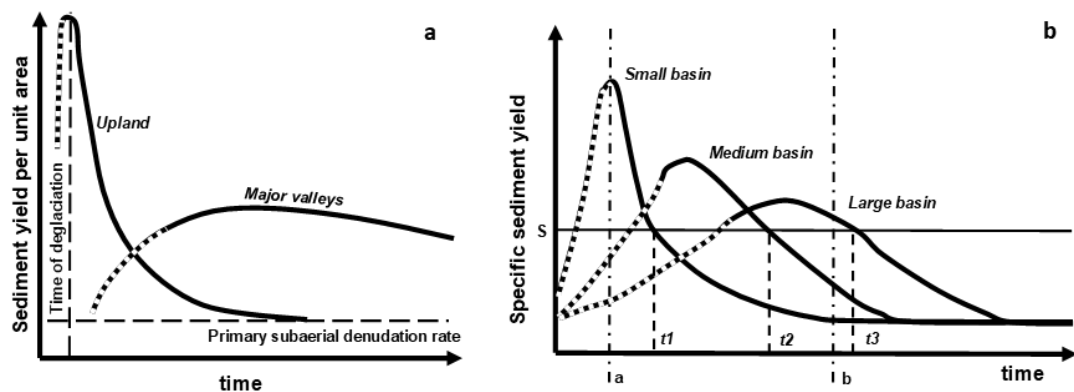 a
Sediment yield per unit area
Time of deglaciation
Upland
Major valleys
Primary subaerial denudation rate
time
b
Specific sediment yield
Small basin
Medium basin
Large basin
S
t1
t2
t3
a
b
time